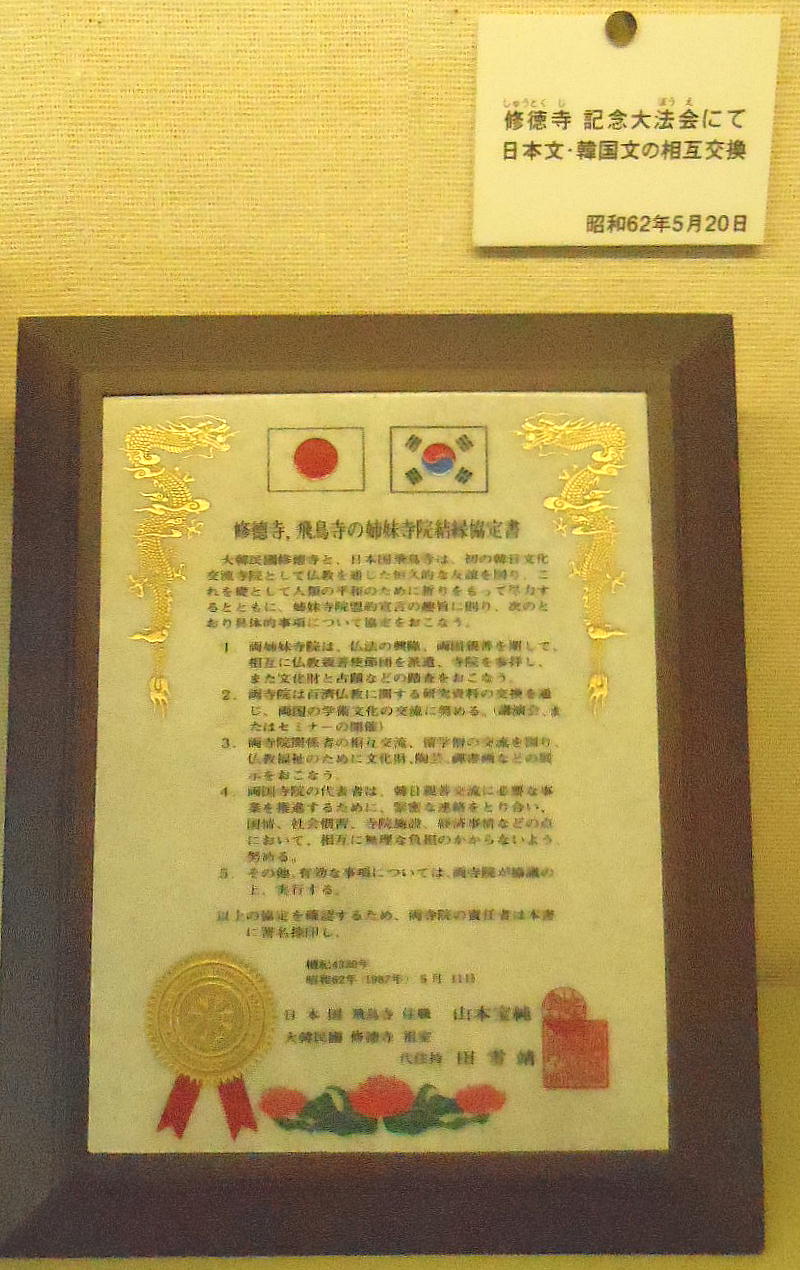 しゅうとくじ ほうえ
修徳寺 記念大法会にて
日本文・韓国文の相互交換
昭和62年5月20日
修德寺,飛鳥寺の姉妹寺院結縁協定書
大韓民國修德寺と、日本国飛鳥寺は、初の韓日文化
交流寺院として仏教を通じた恒久的な友誼を図り、こ
れを礎として人類の平和のために祈りをもって尽力す
るとともに、姉妹寺院盟約宣言の趣旨に則り、次のと
おり具体的事項について協定をおこなう。
1. 両姉妹寺院は、仏法の興隆、両国親善を期して、
相互に仏教親善使節団を派遣、寺院を参拝し、
また文化財と古蹟などの踏査をおこなう。
2. 両寺院は百済仏教に関する研究資料の交換を通
じ、両国の学術文化の交流に努める。(講演会、ま
たはセミナーの開催)
3. 両寺院関係者の相互交流、留学僧の交流を図り、
仏教福祉のために文化財、陶芸、禅書画などの展
示をおこなう。
4. 両国寺院の代表者は、韓日親善交流に必要な事
業を推進するために、緊密な連絡をとり合い、
国情、社会慣習、寺院施設、経済事情などの点
において、相互に無理な負担のかからないよう、
努める。
5. その他、有効な事項については、両寺院が協議の
上、実行する。
以上の協定を確認するため、両寺院の責任者は本書
に署名捺印し、
檀紀4320年
昭和62年(1987年) 5月 11日
日本国 飛鳥寺 住職 山本宝純
大韓民國 修德寺 祖室
代住持 田 雪 靖